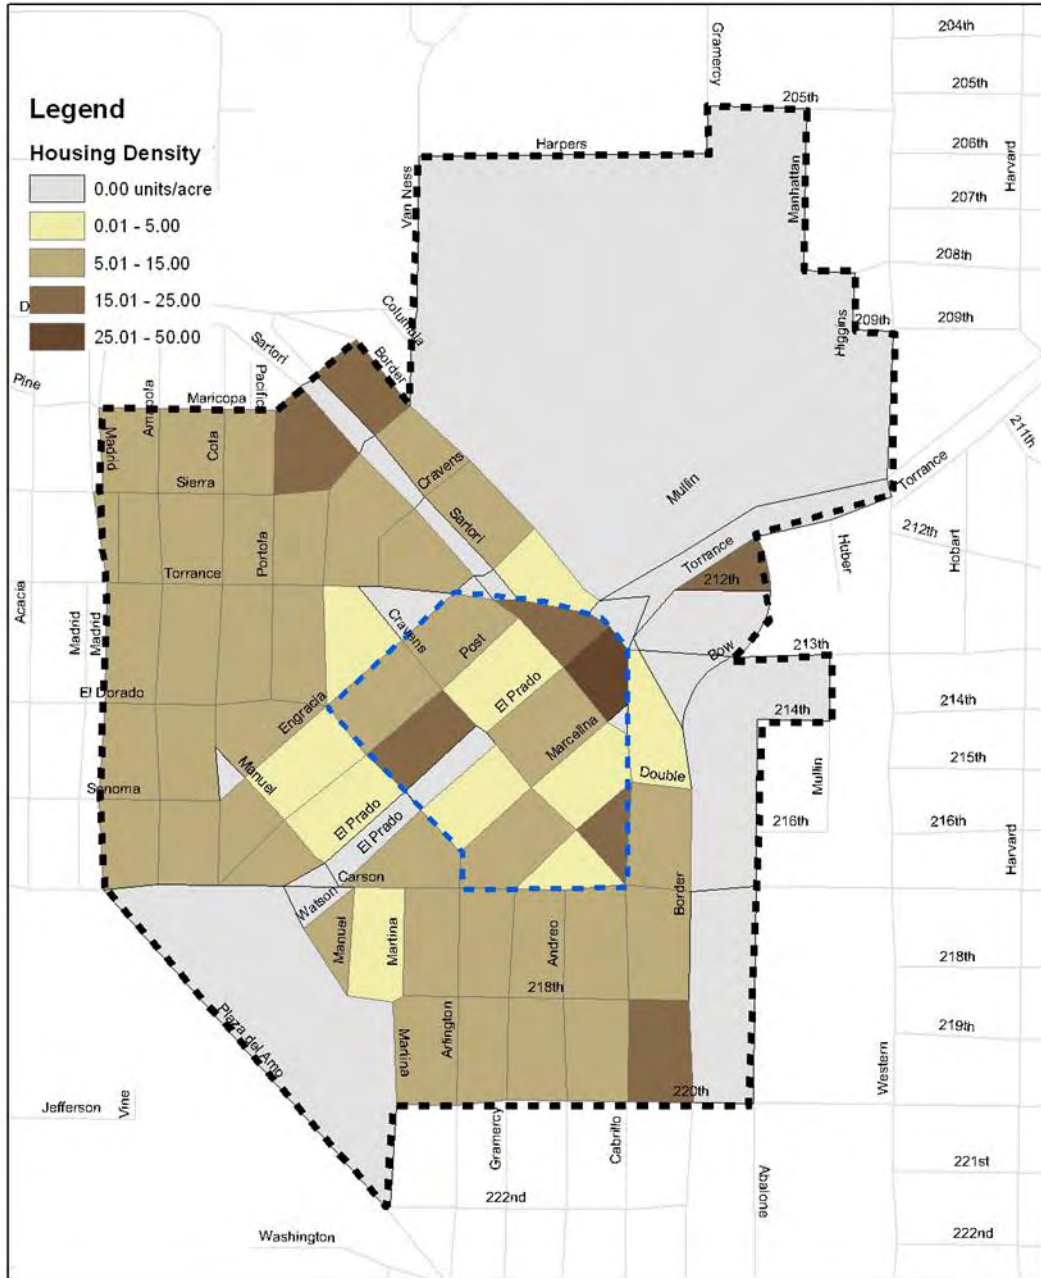 204th
Gramercy
Legend
205th
205th
Housing Density
Harpers
206th
Harvard
0.00 units/acre
Van Ness
Manhattan
207th
0.01 - 5.00
5.01 - 15.00
208th
15.01 - 25.00
D
Columbia
209th
209th
Higgins
25.01 - 50.00
Sartori
Border
Pine
Pacific
Maricopa
Amapola
Madrid
Cota
211th
Torrance
Cravens
Sierra
Mullin
Sartori
212th
Portola
Torrance
Huber
Hobart
Torrance
212th
Acacia
Madrid
Madrid
Cravens
Post
Bow
213th
El Dorado
Engracia
El Prado
214th
214th
Marcelina
Manuel
Double
215th
Mullin
Sonoma
El Prado
El Prado
216th
216th
Harvard
Carson
Watson
Border
Manuel
Martina
Andreo
218th
218th
Plaza del Amo
Martina
Arlington
219th
Western
220th
Jefferson
Vine
Gramercy
Cabrillo
221st
Abalone
222nd
Washington
222nd